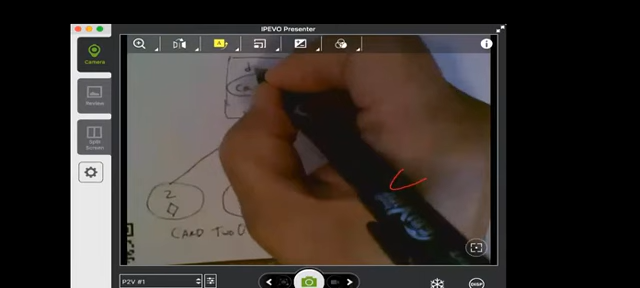 IPEVO Presenter
Camera
A
Review
Split
Screen
2
CARD TWO
P2V #1
DISP